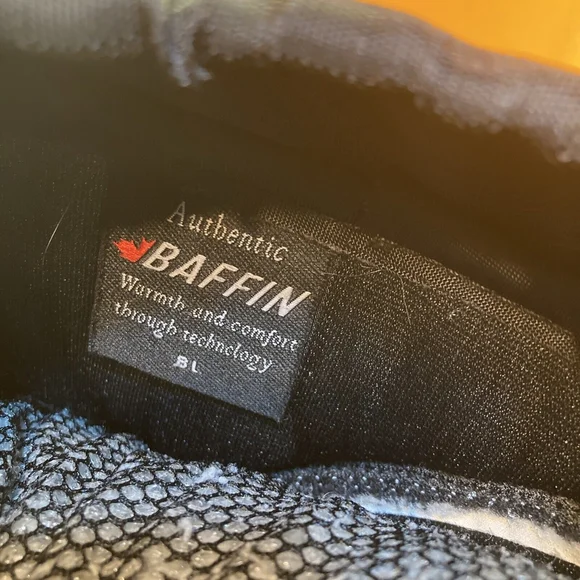 Authentic
BAFFIN
Warmth and comfort
through technology
BL